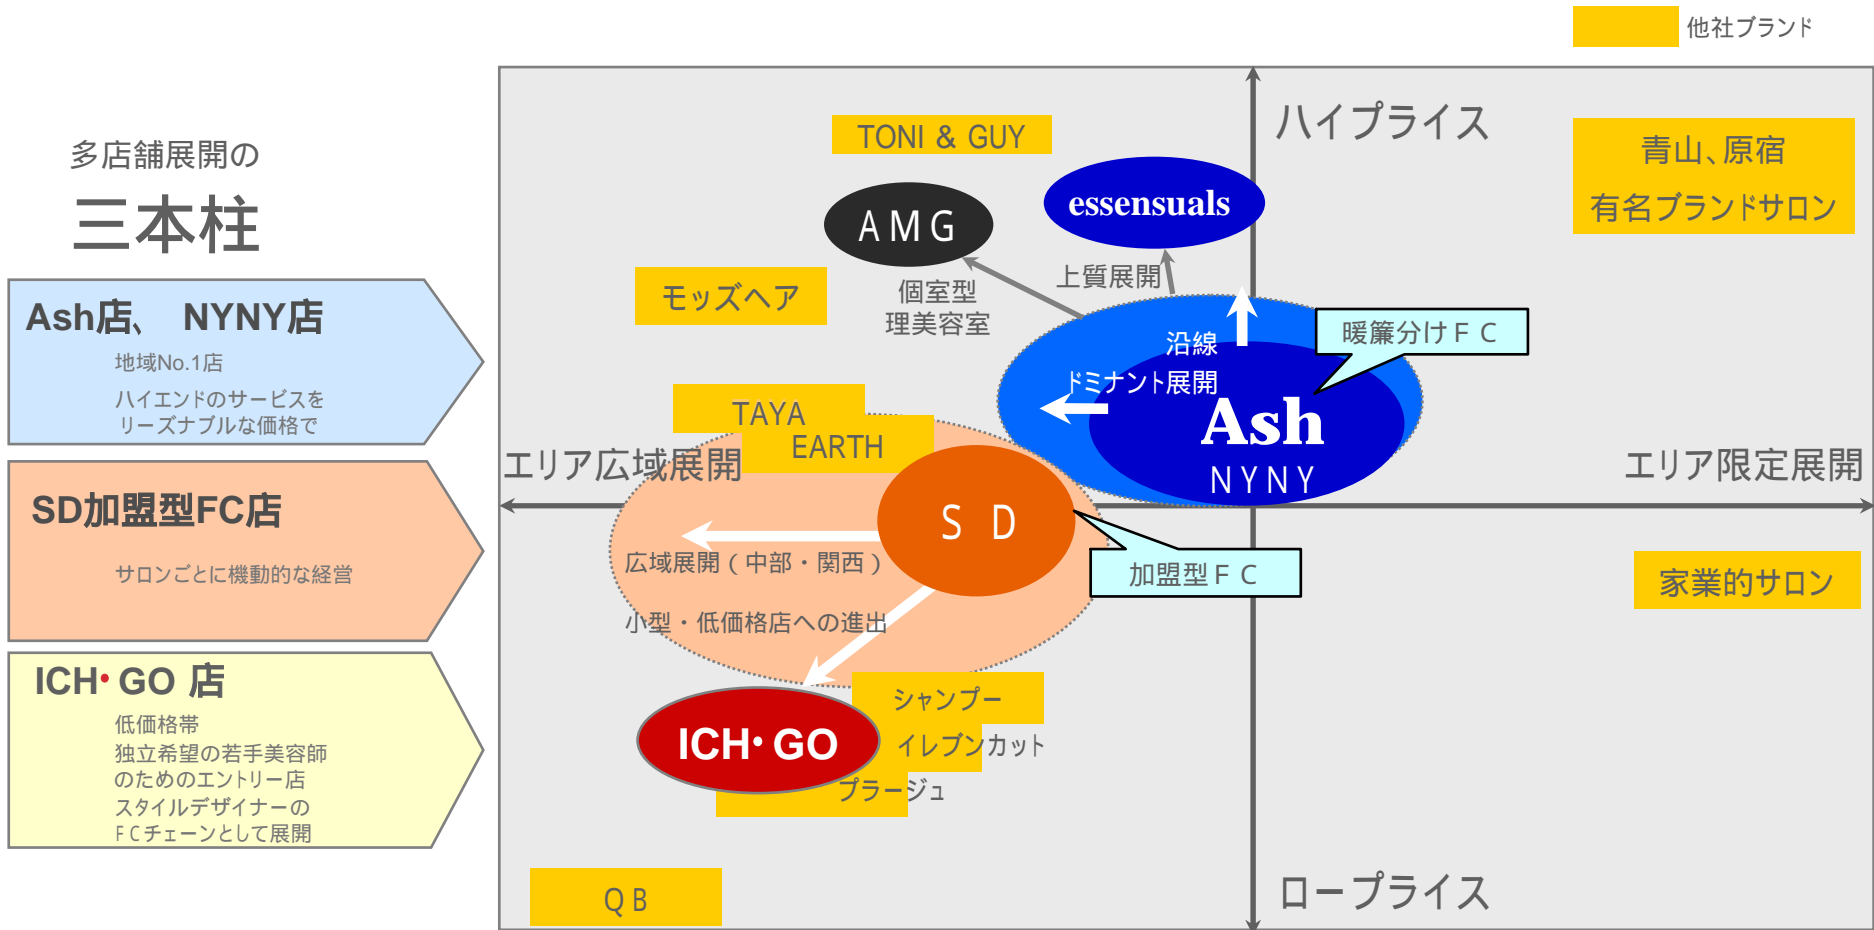 他社ブランド
多店舗展開の
三本柱
Ash店、 NYNY店
地域No.1店
ハイエンドのサービスを
リーズナブルな価格で
SD加盟型FC店
サロンごとに機動的な経営
ICH・GO 店
低価格帯
独立希望の若手美容師
のためのエントリー店
スタイルデザイナーの
FCチェーンとして展開
ハイプライス
TONI & GUY
青山、原宿
有名ブランドサロン
essensuals
AMG
上質展開
個室型
理美容室
モッズヘア
暖簾分けFC
沿線
ドミナント展開
Ash
NYNY
TAYA
EARTH
エリア広域展開
エリア限定展開
SD
広域展開(中部・関西)
加盟型FC
家業的サロン
小型・低価格店への進出
シャンプー
ICH・GO
イレブンカット
プラージュ
QB
ロープライス